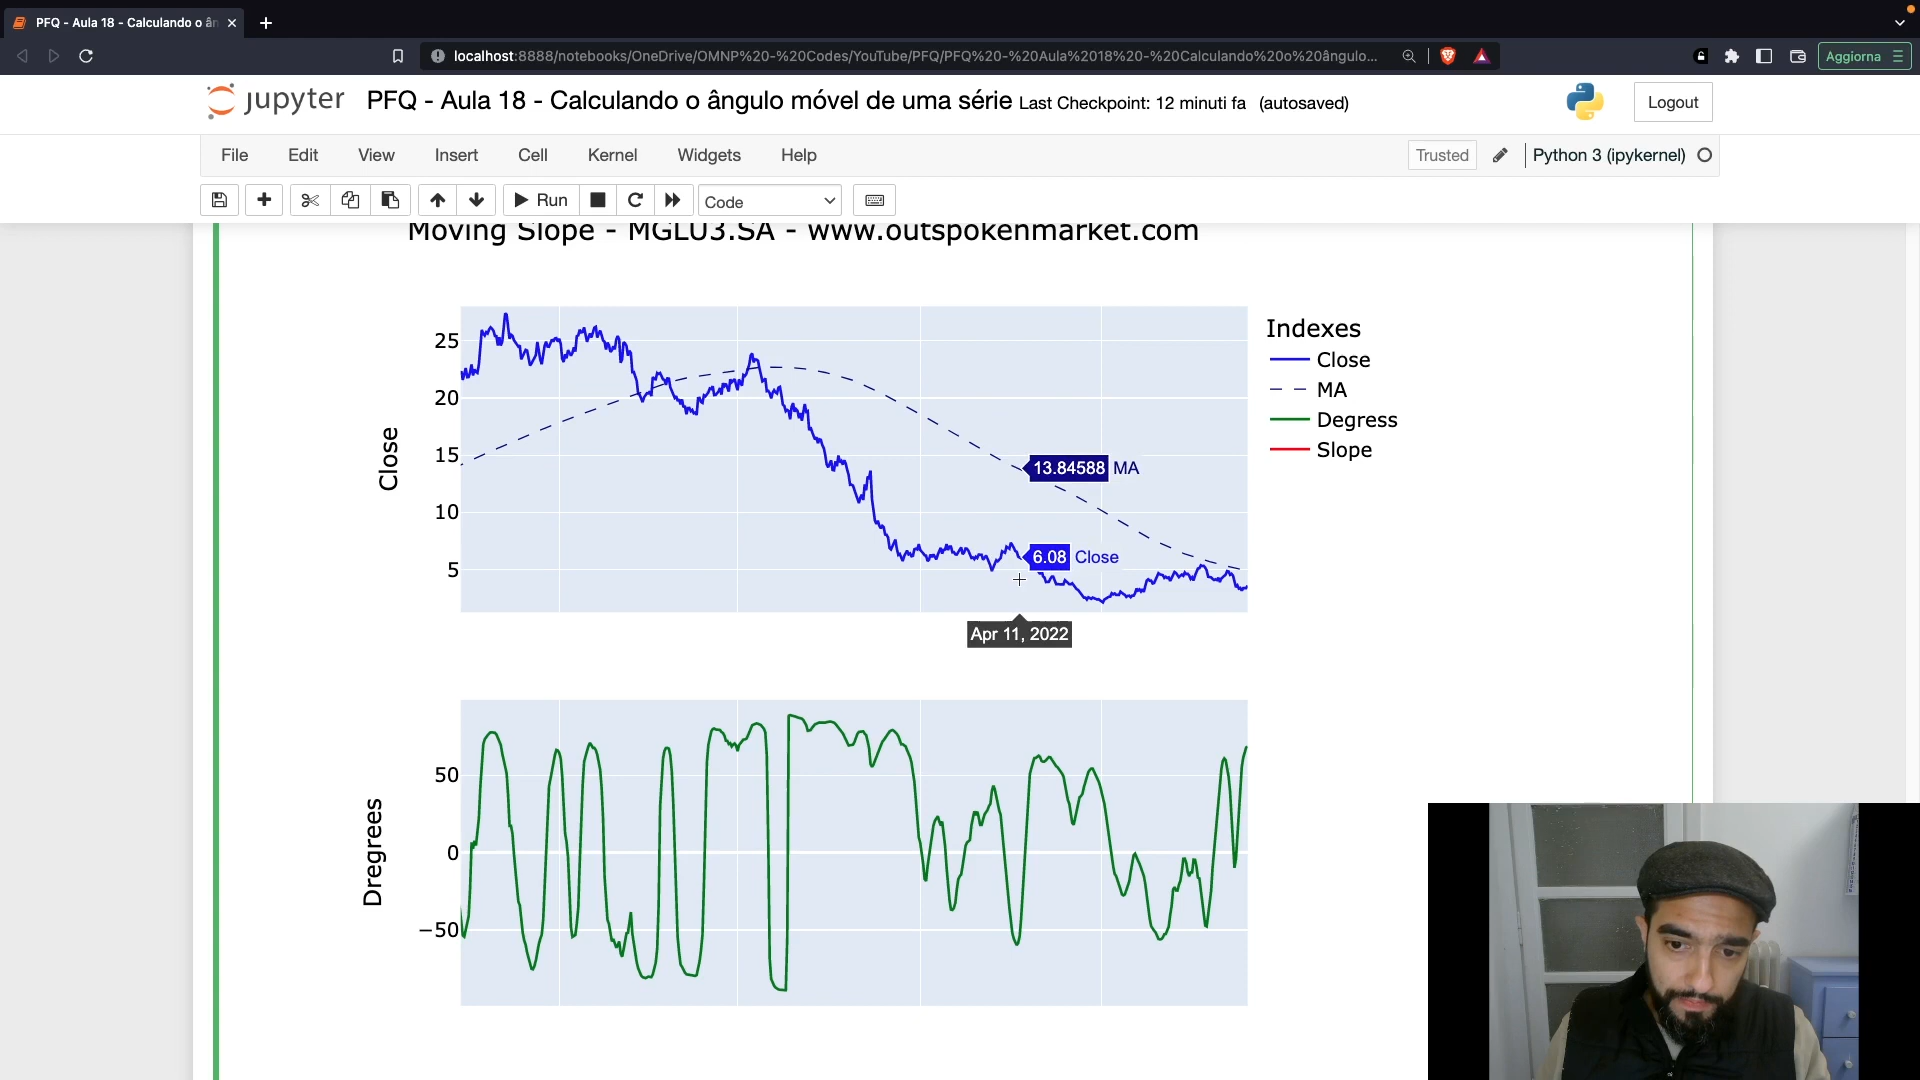 PFQ - Aula 18 - Calculando o ân
localhost:8888/notebooks/OneDrive/OMNP%20-%20Codes/YouTube/PFQ/PFQ%20-%20Aula%2018%20-%20Calculando%20o%20ângulo...
Aggiorna
jupyter PFQ - Aula 18 - Calculando o ângulo móvel de uma série Last Checkpoint: 12 minuti fa (autosaved)
Logout
File Edit View Insert Cell Kernel Widgets Help
Trusted Python 3 (ipykernel)
Run Code
Moving Slope - MGLU3.SA - www.outspokenmarket.com
Close
25
20
15
10
5
13.84588 MA
6.08 Close
Apr 11, 2022
Indexes
Close
MA
Degress
Slope
Dregrees
50
0
−50